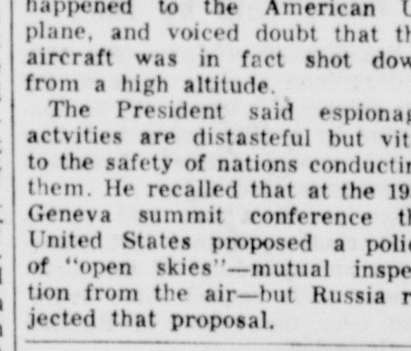 happened to the American U
plane, and voiced doubt that th
aircraft was in fact shot dow
from a high altitude.
The President said espionag
actvities are distasteful but vit
to the safety of nations conductin
them. He recalled that at the 19
Geneva summit conference th
United States proposed a polic
of "open skies"—mutual inspe
tion from the air—but Russia r
jected that proposal.